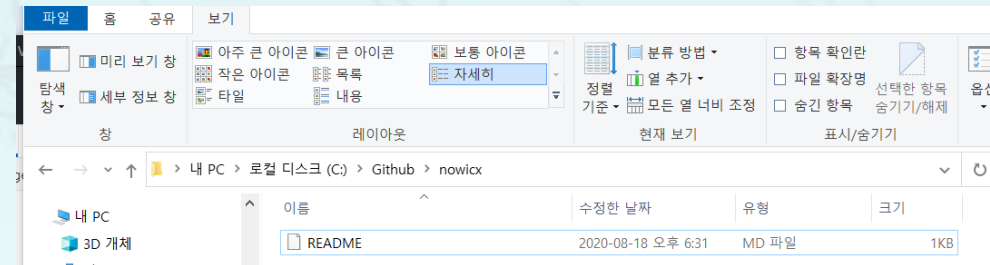 파일 홈 공유 보기
미리 보기 창
세부 정보 창
탐색
창
창
아주 큰 아이콘 큰 아이콘 보통 아이콘
작은 아이콘 목록 자세히
타일 내용
레이아웃
정렬
기준
분류 방법
열 추가
모든 열 너비 조정
현재 보기
항목 확인란
파일 확장명
숨긴 항목
선택한 항목
숨기기/해제
표시/숨기기
내 PC > 로컬 디스크 (C:) > Github > nowicx
내 PC
3D 개체
이름 수정한 날짜 유형 크기
README 2020-08-18 오후 6:31 MD 파일 1KB